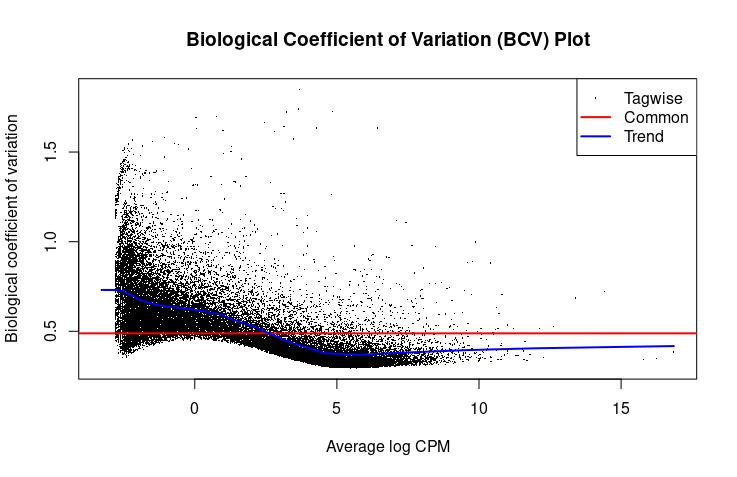 Biological Coefficient of Variation (BCV) Plot
Tagwise
Common
Trend
Biological coefficient of variation
1.5
1.0
0.5
0
5
10
15
Average log CPM